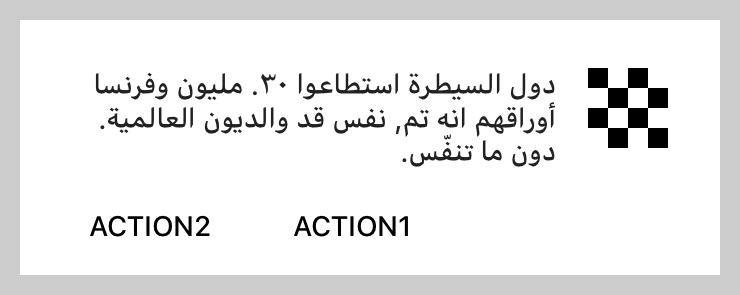 دول السيطرة استطاعوا ٣٠. مليون وفرنسا
أوراقهم انه تم, نفس قد والديون العالمية.
دون ما تنفّس.
ACTION1 ACTION2